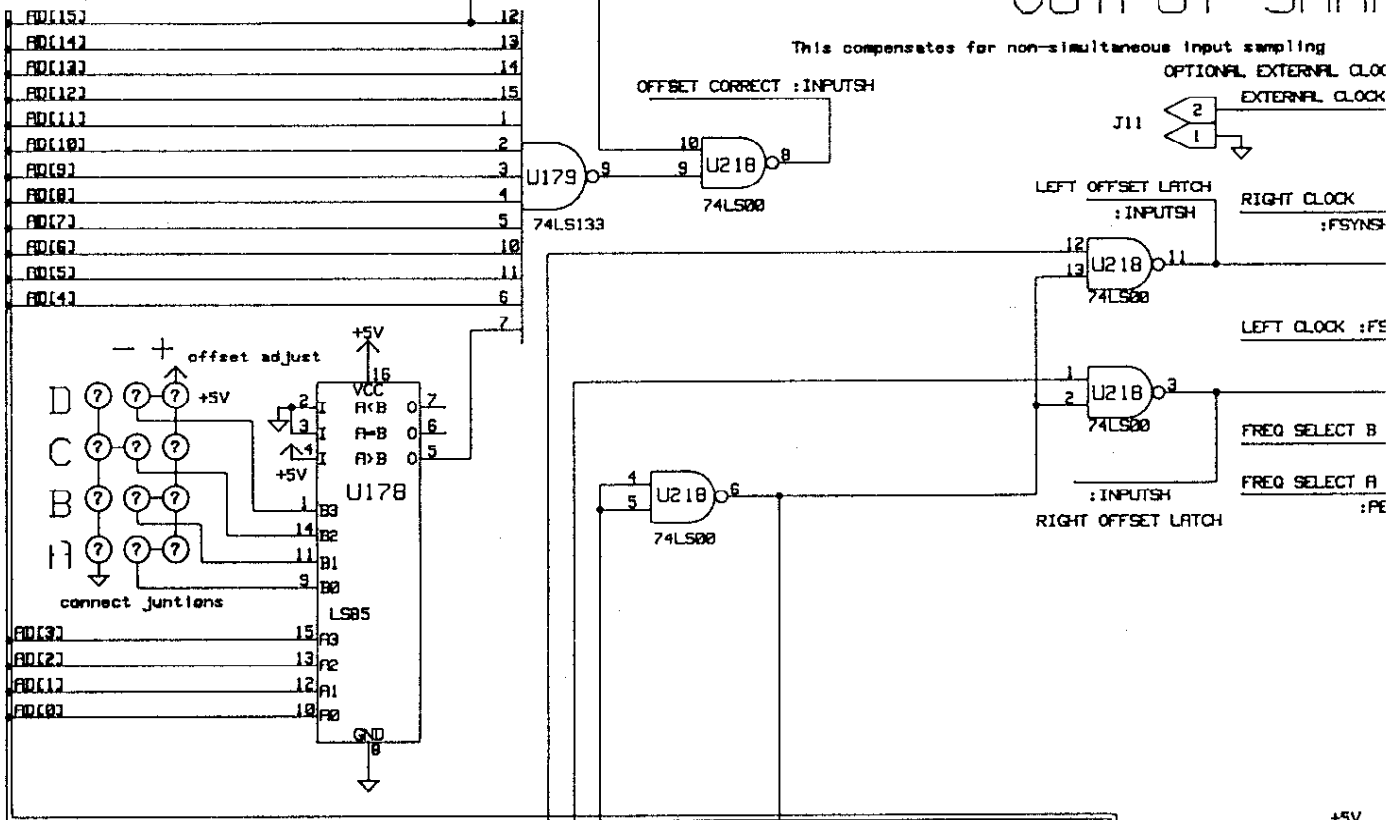 AD[15] 12
AD[14] 13
This compensates for non-simultaneous input sampling
AD[13] 14
OPTIONAL EXTERNAL CLOC
AD[12] 15
OFFSET CORRECT :INPUTSH
EXTERNAL CLOCK
AD[11] 1
J11 2
1
AD[10] 2
10 U218 8
9
74LS00
AD[9] 3
U179 9
74LS133
AD[8] 4
LEFT OFFSET LATCH
:INPUTSH
RIGHT CLOCK
:FSYNSH
AD[7] 5
AD[6] 10
12 U218 11
13
74LS00
AD[5] 11
AD[4] 6
7
LEFT CLOCK :FS
- + offset adjust
+5V
16
VCC
D ? ? ? +5V
2 I A<B O 7
3 I A=B O 6
4 I A>B O 5
+5V
C ? ? ?
U178
B ? ? ?
1 B3
14 B2
A ? ? ?
11 B1
9 B0
connect juntions
LS85
1 U218 3
2
74LS00
FREQ SELECT B
4 U218 6
5
74LS00
:INPUTSH
RIGHT OFFSET LATCH
FREQ SELECT A
:PE
AD[3] 15 A3
AD[2] 13 A2
AD[1] 12 A1
AD[0] 10 A0
GND
8
+5V